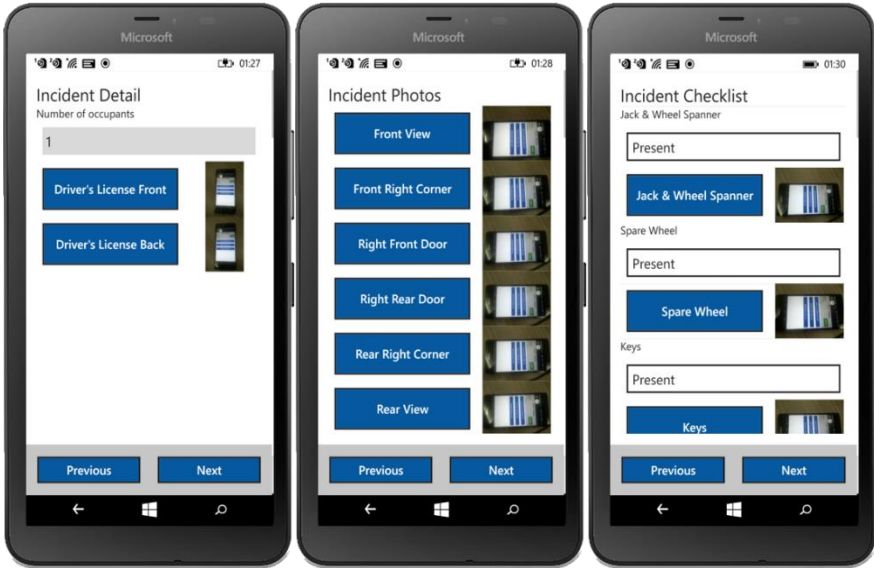 Microsoft
01:27
Incident Detail
Number of occupants
1
Driver's License Front
Driver's License Back
Previous
Next
Microsoft
01:28
Incident Photos
Front View
Front Right Corner
Right Front Door
Right Rear Door
Rear Right Corner
Rear View
Previous
Next
Microsoft
01:30
Incident Checklist
Jack & Wheel Spanner
Present
Jack & Wheel Spanner
Spare Wheel
Present
Spare Wheel
Keys
Present
Keys
Previous
Next